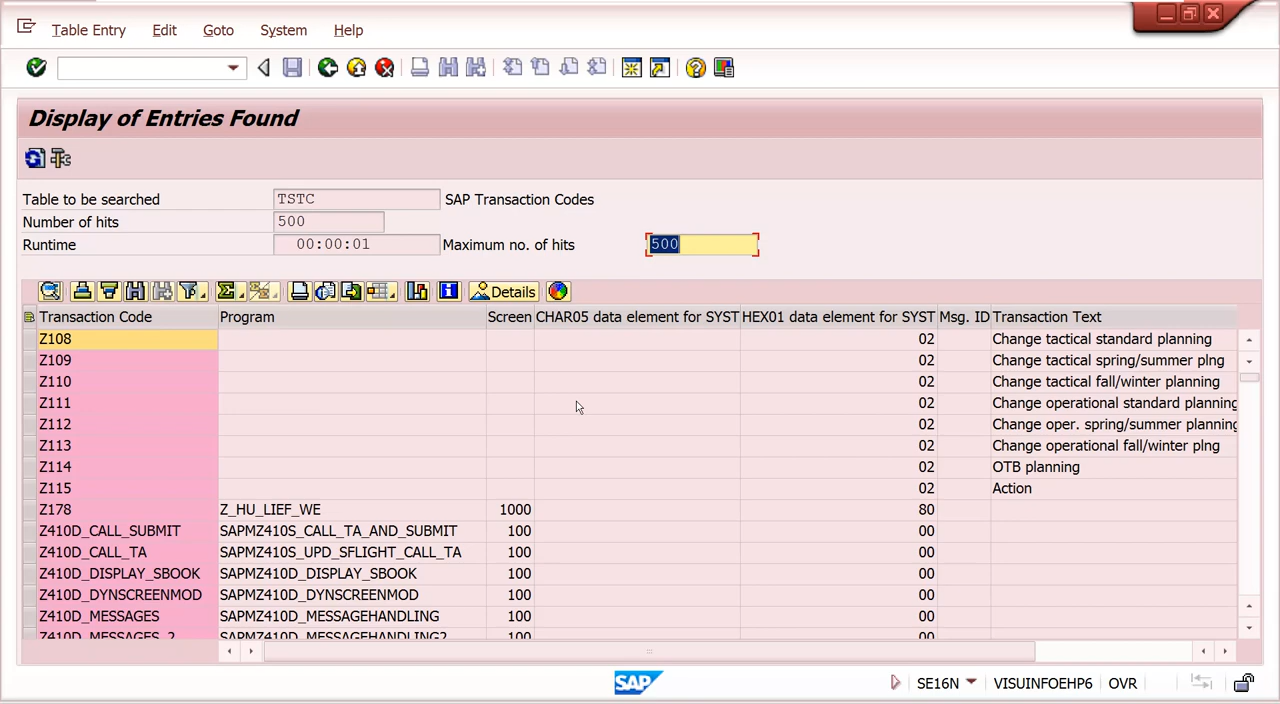 Table Entry Edit Goto System Help
Display of Entries Found
Table to be searched TSTC SAP Transaction Codes
Number of hits 500
Runtime 00:00:01 Maximum no. of hits 500
Details
Transaction Code Program Screen CHAR05 data element for SYST HEX01 data element for SYST Msg. ID Transaction Text
Z108 02 Change tactical standard planning
Z109 02 Change tactical spring/summer plng
Z110 02 Change tactical fall/winter planning
Z111 02 Change operational standard planning
Z112 02 Change oper. spring/summer planning
Z113 02 Change operational fall/winter plng
Z114 02 OTB planning
Z115 02 Action
Z178 Z_HU_LIEF_WE 1000 80
Z410D_CALL_SUBMIT SAPMZ410S_CALL_TA_AND_SUBMIT 100 00
Z410D_CALL_TA SAPMZ410S_UPD_SFLIGHT_CALL_TA 100 00
Z410D_DISPLAY_SBOOK SAPMZ410D_DISPLAY_SBOOK 100 00
Z410D_DYNSCREENMOD SAPMZ410D_DYNSCREENMOD 100 00
Z410D_MESSAGES SAPMZ410D_MESSAGEHANDLING 100 00
Z410D_MESSAGES_2 SAPMZ410D_MESSAGEHANDLING2 100 00
SAP SE16N VISUINFOEHP6 OVR